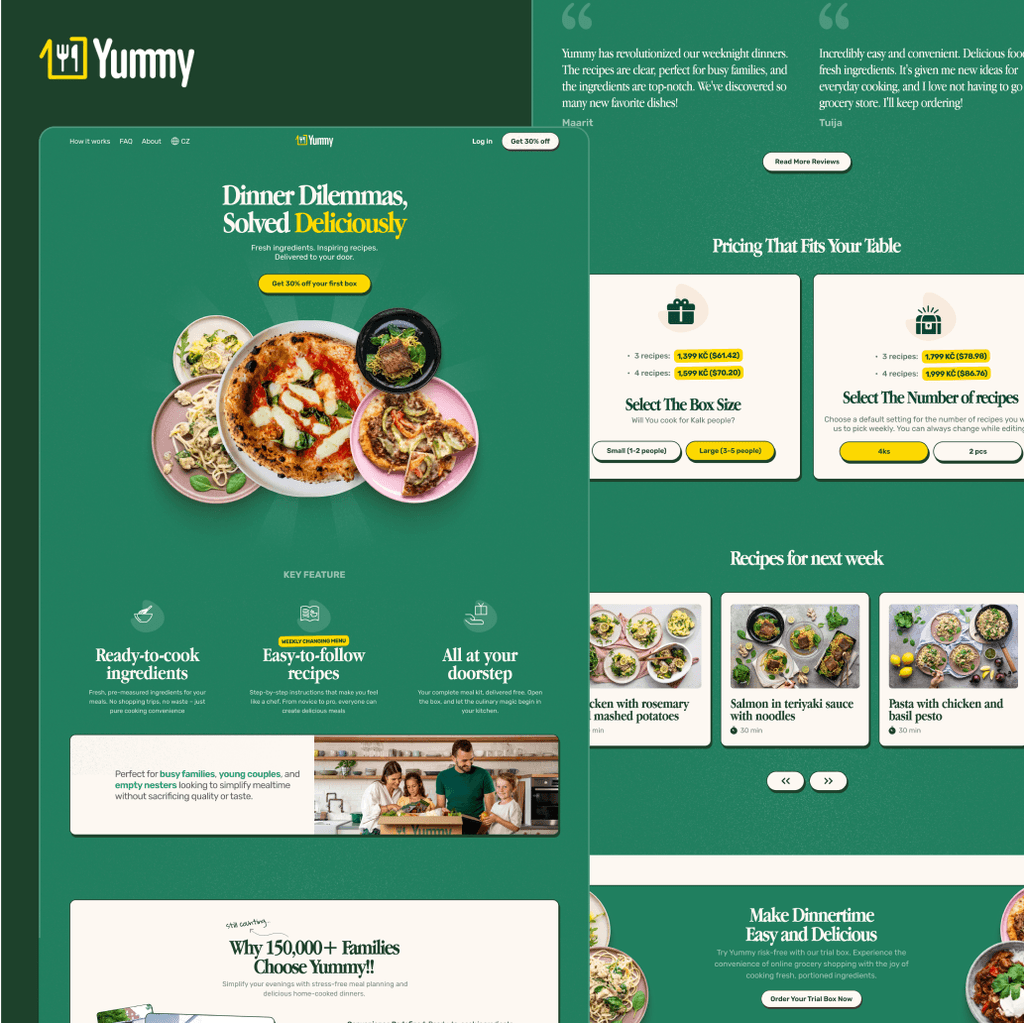 Yummy
How it works FAQ About CZ
Yummy
Log in Get 30% off
Dinner Dilemmas,
Solved Deliciously
Fresh ingredients. Inspiring recipes.
Delivered to your door.
Get 30% off your first box
KEY FEATURE
Ready-to-cook
ingredients
Fresh, pre-measured ingredients for your
meals. No shopping trips, no waste – just
pure cooking convenience
WEEKLY CHANGING MENU
Easy-to-follow
recipes
Step-by-step instructions that make you feel
like a chef. From novice to pro, everyone can
create delicious meals
All at your
doorstep
Your complete meal kit, delivered free. Open
the box, and let the culinary magic begin in
your kitchen.
Perfect for busy families, young couples, and
empty nesters looking to simplify mealtime
without sacrificing quality or taste.
Yummy
still counting..
Why 150,000+ Families
Choose Yummy!!
Simplify your evenings with stress-free meal planning and
delicious home-cooked dinners.
“
Yummy has revolutionized our weeknight dinners.
The recipes are clear, perfect for busy families, and
the ingredients are top-notch. We've discovered so
many new favorite dishes!
Maarit
“
Incredibly easy and convenient. Delicious foo
fresh ingredients. It's given me new ideas for
everyday cooking, and I love not having to go
grocery store. I'll keep ordering!
Tuija
Read More Reviews
Pricing That Fits Your Table
• 3 recipes: 1,399 KČ ($61.42)
• 4 recipes: 1,599 KČ ($70.20)
Select The Box Size
Will You cook for Kalk people?
Small (1-2 people) Large (3-5 people)
• 3 recipes: 1,799 KČ ($78.98)
• 4 recipes: 1,999 KČ ($86.76)
Select The Number of recipes
Choose a default setting for the number of recipes you w
us to pick weekly. You can always change while editing
4ks 2 pcs
Recipes for next week
cken with rosemary
mashed potatoes
30 min
Salmon in teriyaki sauce
with noodles
30 min
Pasta with chicken and
basil pesto
30 min
Make Dinnertime
Easy and Delicious
Try Yummy risk-free with our trial box. Experience the
convenience of online grocery shopping with the joy of
cooking fresh, portioned ingredients.
Order Your Trial Box Now